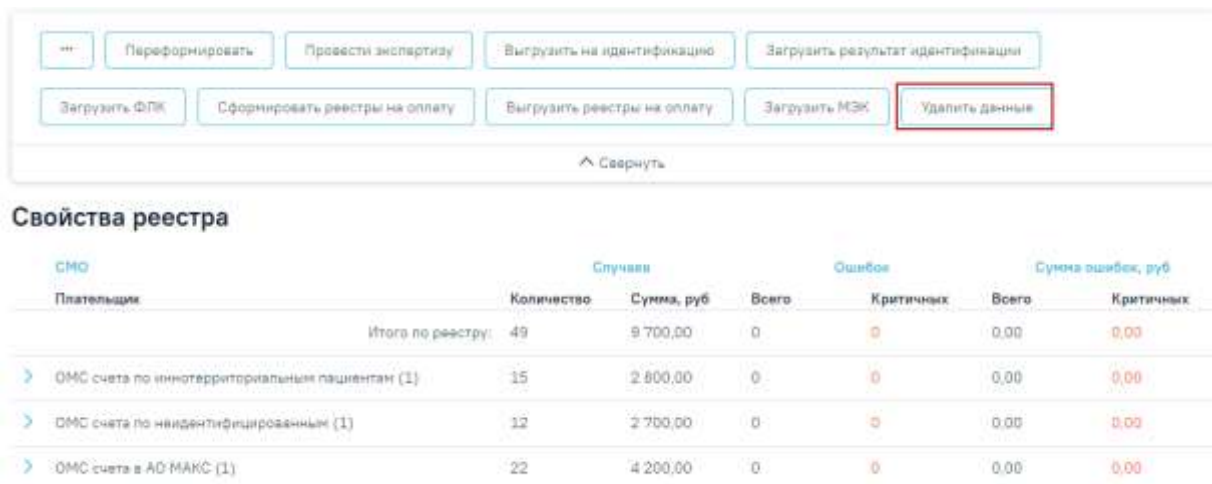 ... Переформировать Провести экспертизу Выгрузить на идентификацию Загрузить результат идентификации
Загрузить ФЛК Сформировать реестры на оплату Выгрузить реестры на оплату Загрузить МЭК Удалить данные
Свернуть
Свойства реестра
СМО Случаев Ошибок Сумма ошибок, руб
Плательщик Количество Сумма, руб Всего Критичных Всего Критичных
Итого по реестру: 49 9 700,00 0 0 0,00 0,00
ОМС счета по иннотерриториальным пациентам (1) 15 2 800,00 0 0 0,00 0,00
ОМС счета по неидентифицированным (1) 12 2 700,00 0 0 0,00 0,00
ОМС счета в АО МАКС (1) 22 4 200,00 0 0 0,00 0,00